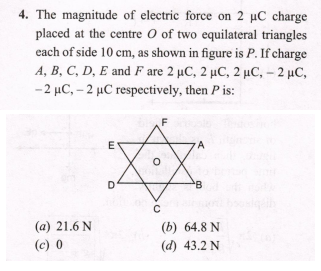 4. The magnitude of electric force on 2 μC charge
placed at the centre O of two equilateral triangles
each of side 10 cm, as shown in figure is P. If charge
A, B, C, D, E and F are 2 μC, 2 μC, 2 μC, – 2 μC,
– 2 μC, – 2 μC respectively, then P is:
F
E A
O
D B
C
(a) 21.6 N (b) 64.8 N
(c) 0 (d) 43.2 N